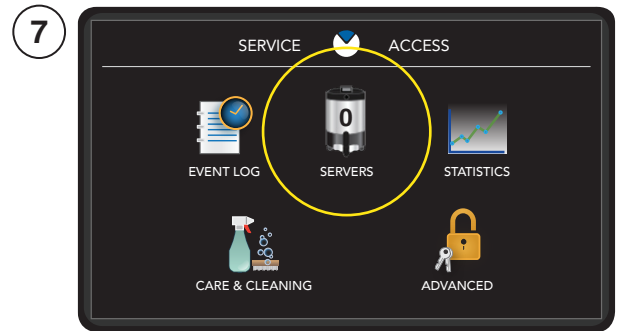 7
SERVICE ACCESS
0
EVENT LOG SERVERS STATISTICS
CARE & CLEANING ADVANCED